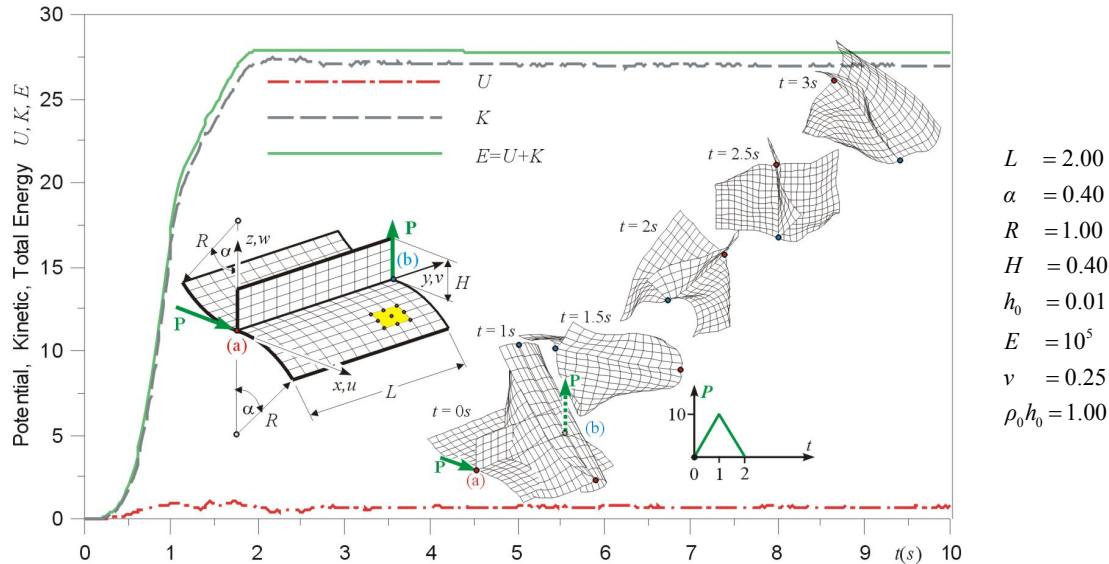 Potential, Kinetic, Total Energy U, K, E
30
25
20
15
10
5
0
0 1 2 3 4 5 6 7 8 9 10
t(s)
U
K
E=U+K
R
α
z,w
P
(b)
y,v
H
P
(a)
x,u
L
α
R
t = 0s
P
(a)
t = 1s
t = 1.5s
P
(b)
t = 2s
t = 2.5s
t = 3s
P
10
t
0 1 2
L = 2.00
α = 0.40
R = 1.00
H = 0.40
h₀ = 0.01
E = 10⁵
ν = 0.25
ρ₀h₀ = 1.00